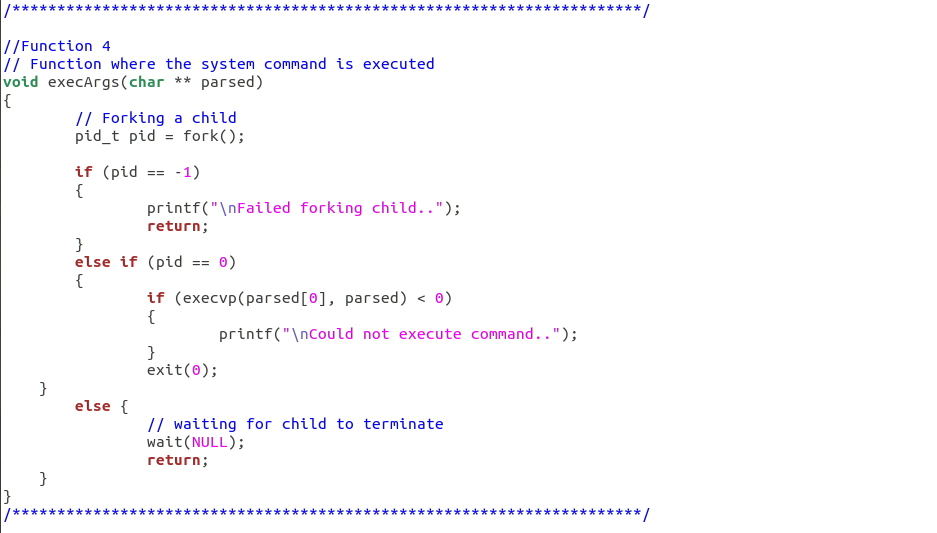 /**********************************************************************/
//Function 4
// Function where the system command is executed
void execArgs(char ** parsed)
{
        // Forking a child
        pid_t pid = fork();
        if (pid == -1)
        {
                printf("\nFailed forking child..");
                return;
        }
        else if (pid == 0)
        {
                if (execvp(parsed[0], parsed) < 0)
                {
                        printf("\nCould not execute command..");
                }
                exit(0);
    }
        else {
                // waiting for child to terminate
                wait(NULL);
                return;
    }
}
/**********************************************************************/